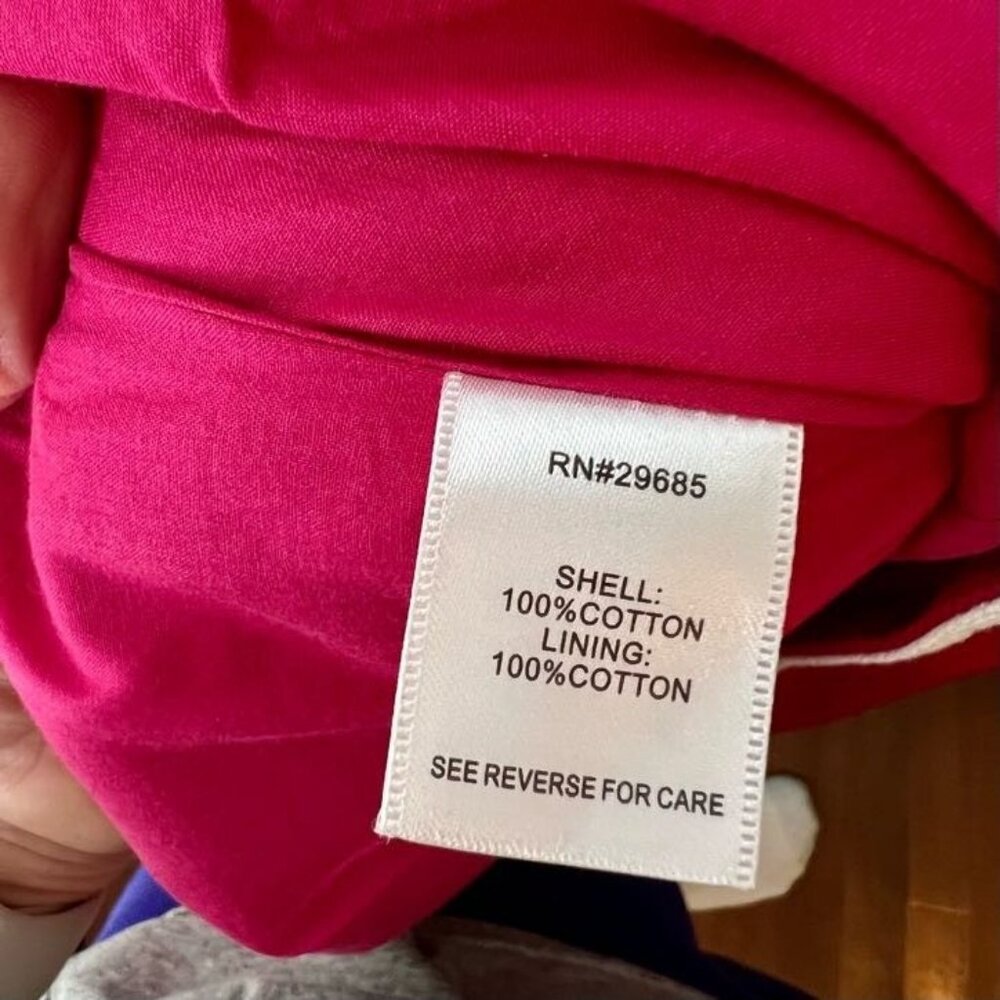 RN#29685
SHELL:
100%COTTON
LINING:
100%COTTON
SEE REVERSE FOR CARE